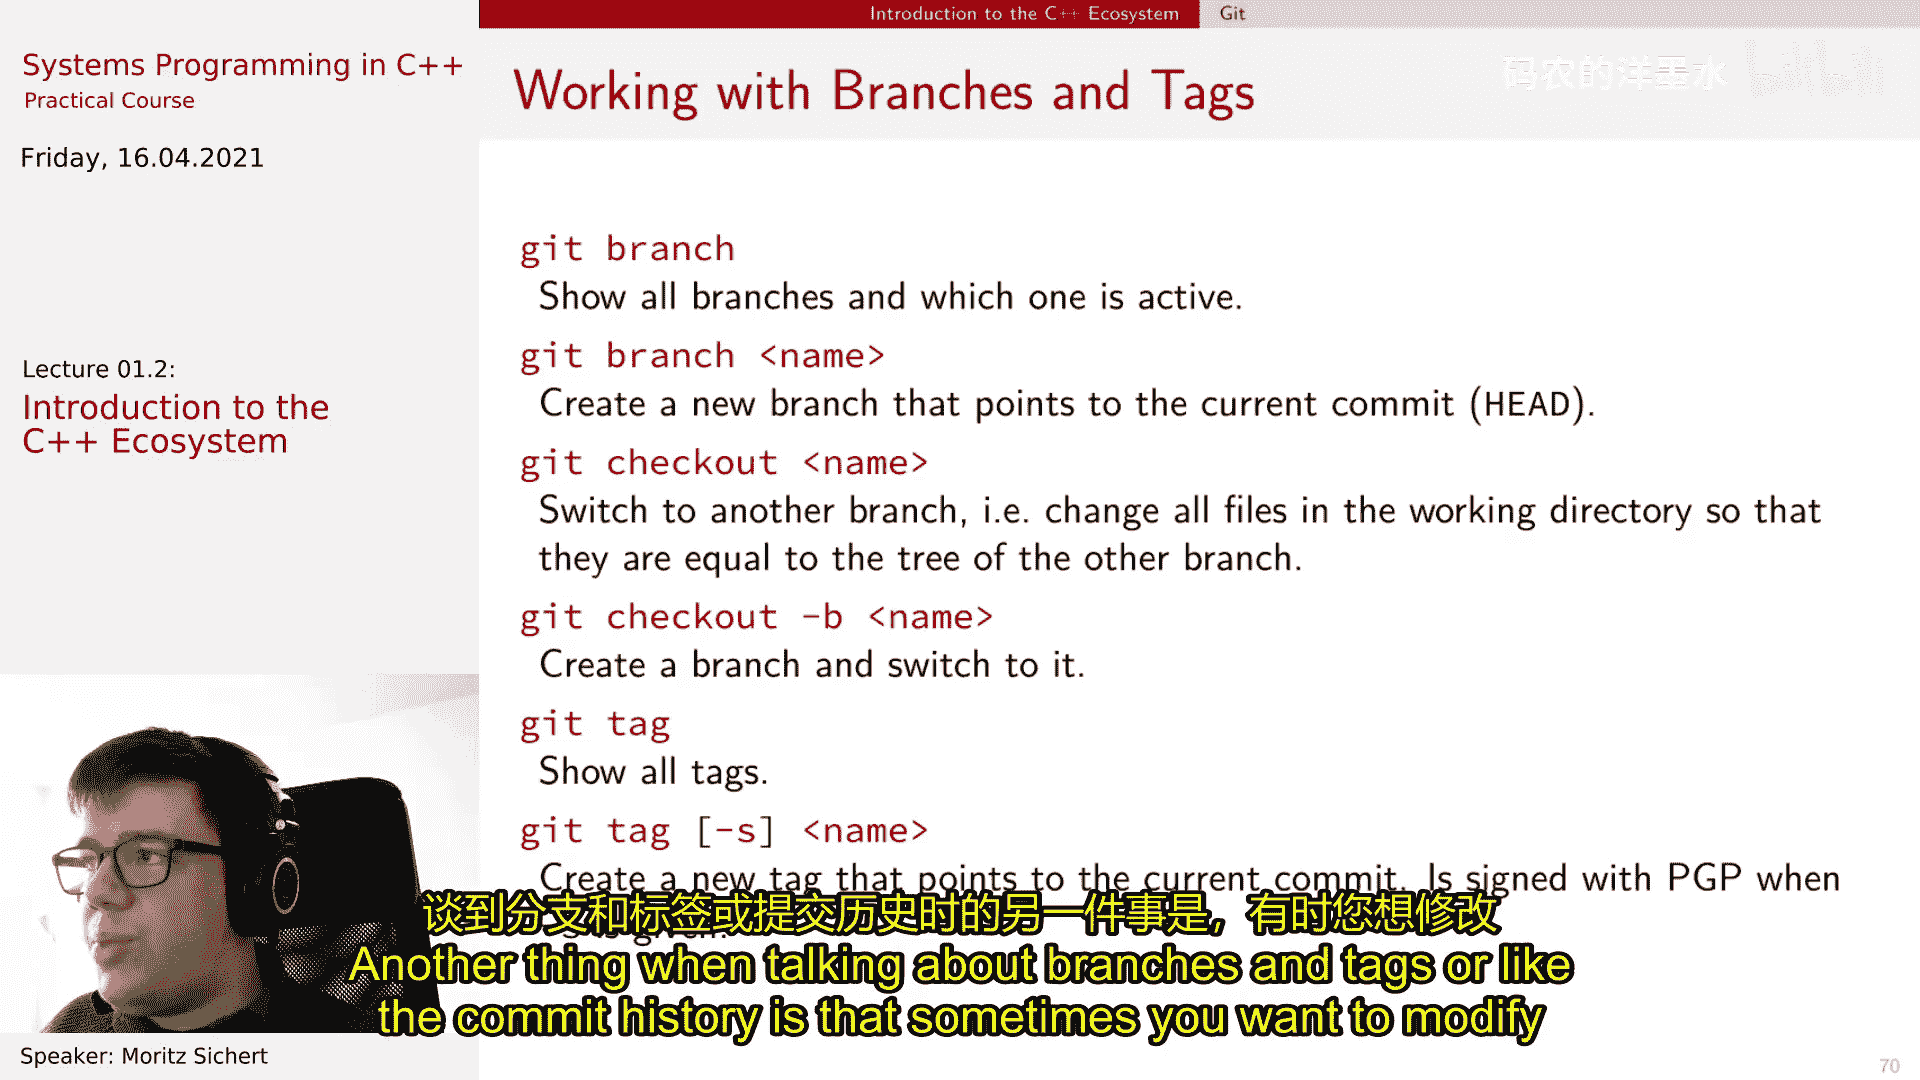 Introduction to the C++ Ecosystem
Git
Systems Programming in C++
Practical Course
Friday, 16.04.2021
码农的洋墨水
Working with Branches and Tags
git branch
Show all branches and which one is active.
git branch <name>
Create a new branch that points to the current commit (HEAD).
git checkout <name>
Switch to another branch, i.e. change all files in the working directory so that
they are equal to the tree of the other branch.
git checkout -b <name>
Create a branch and switch to it.
git tag
Show all tags.
git tag [-s] <name>
Create a new tag that points to the current commit. Is signed with PGP when
Lecture 01.2:
Introduction to the
C++ Ecosystem
谈到分支和标签或提交历史时的另一件事是，有时您想修改
Another thing when talking about branches and tags or like
the commit history is that sometimes you want to modify
Speaker: Moritz Sichert
70